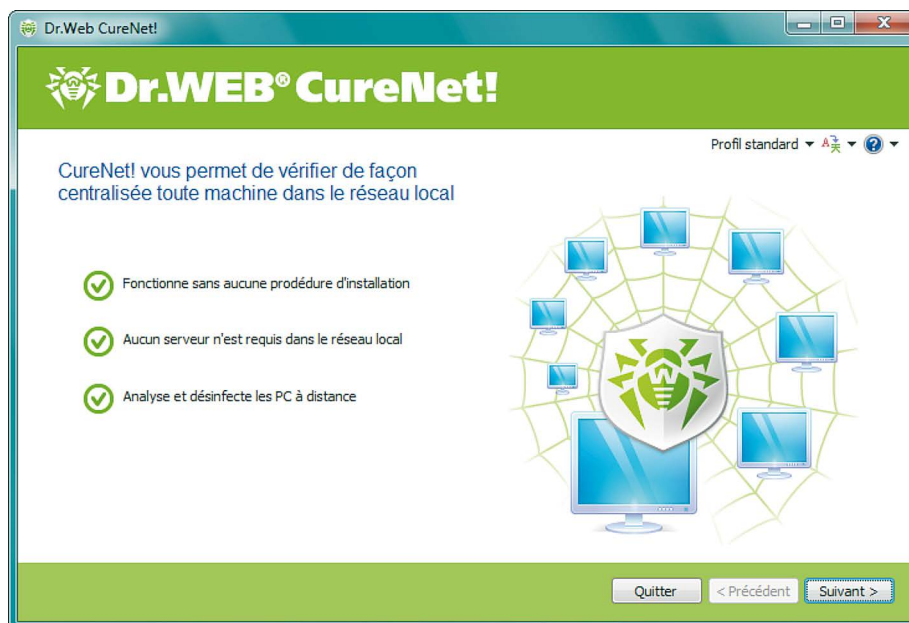 Dr.Web CureNet!
Dr.WEB® CureNet!
Profil standard
CureNet! vous permet de vérifier de façon
centralisée toute machine dans le réseau local
Fonctionne sans aucune prodédure d'installation
Aucun serveur n'est requis dans le réseau local
Analyse et désinfecte les PC à distance
Quitter
< Précédent
Suivant >